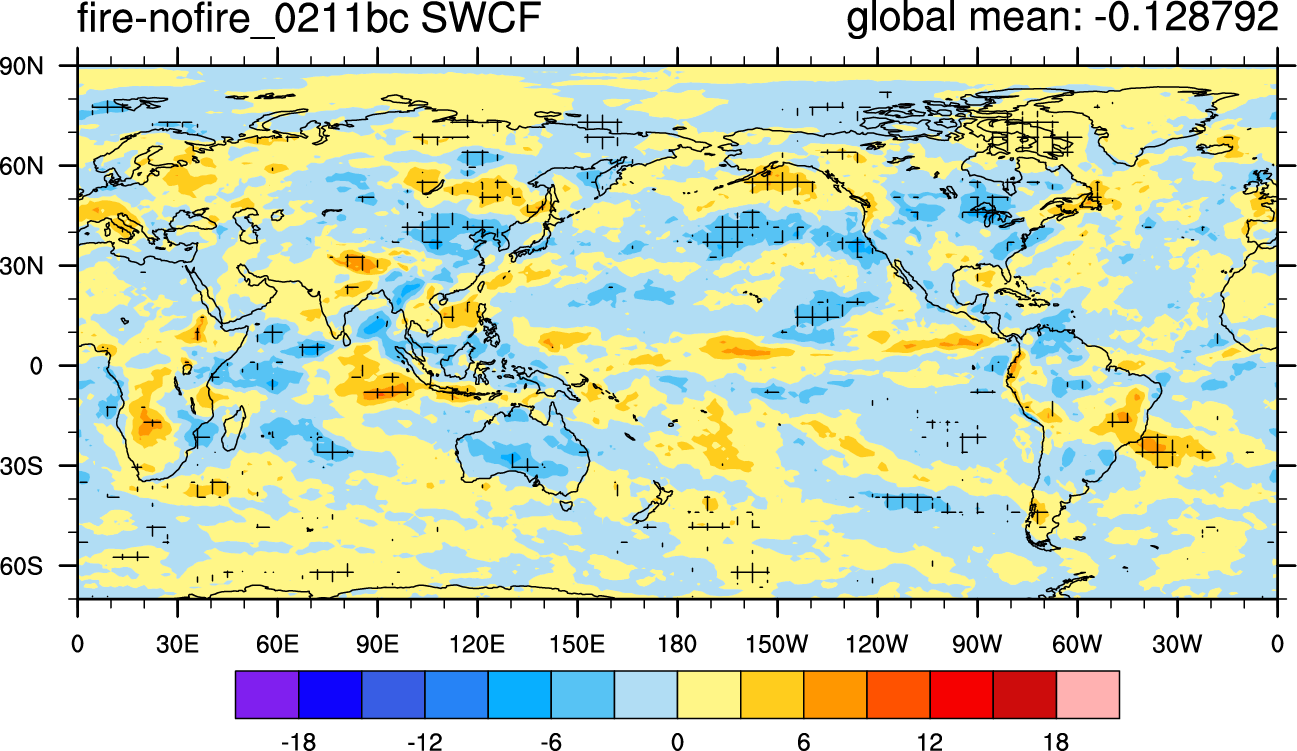 fire-nofire_0211bc SWCF global mean: -0.128792
90N
60N
30N
0
30S
60S
0 30E 60E 90E 120E 150E 180 150W 120W 90W 60W 30W 0
-18 -12 -6 0 6 12 18